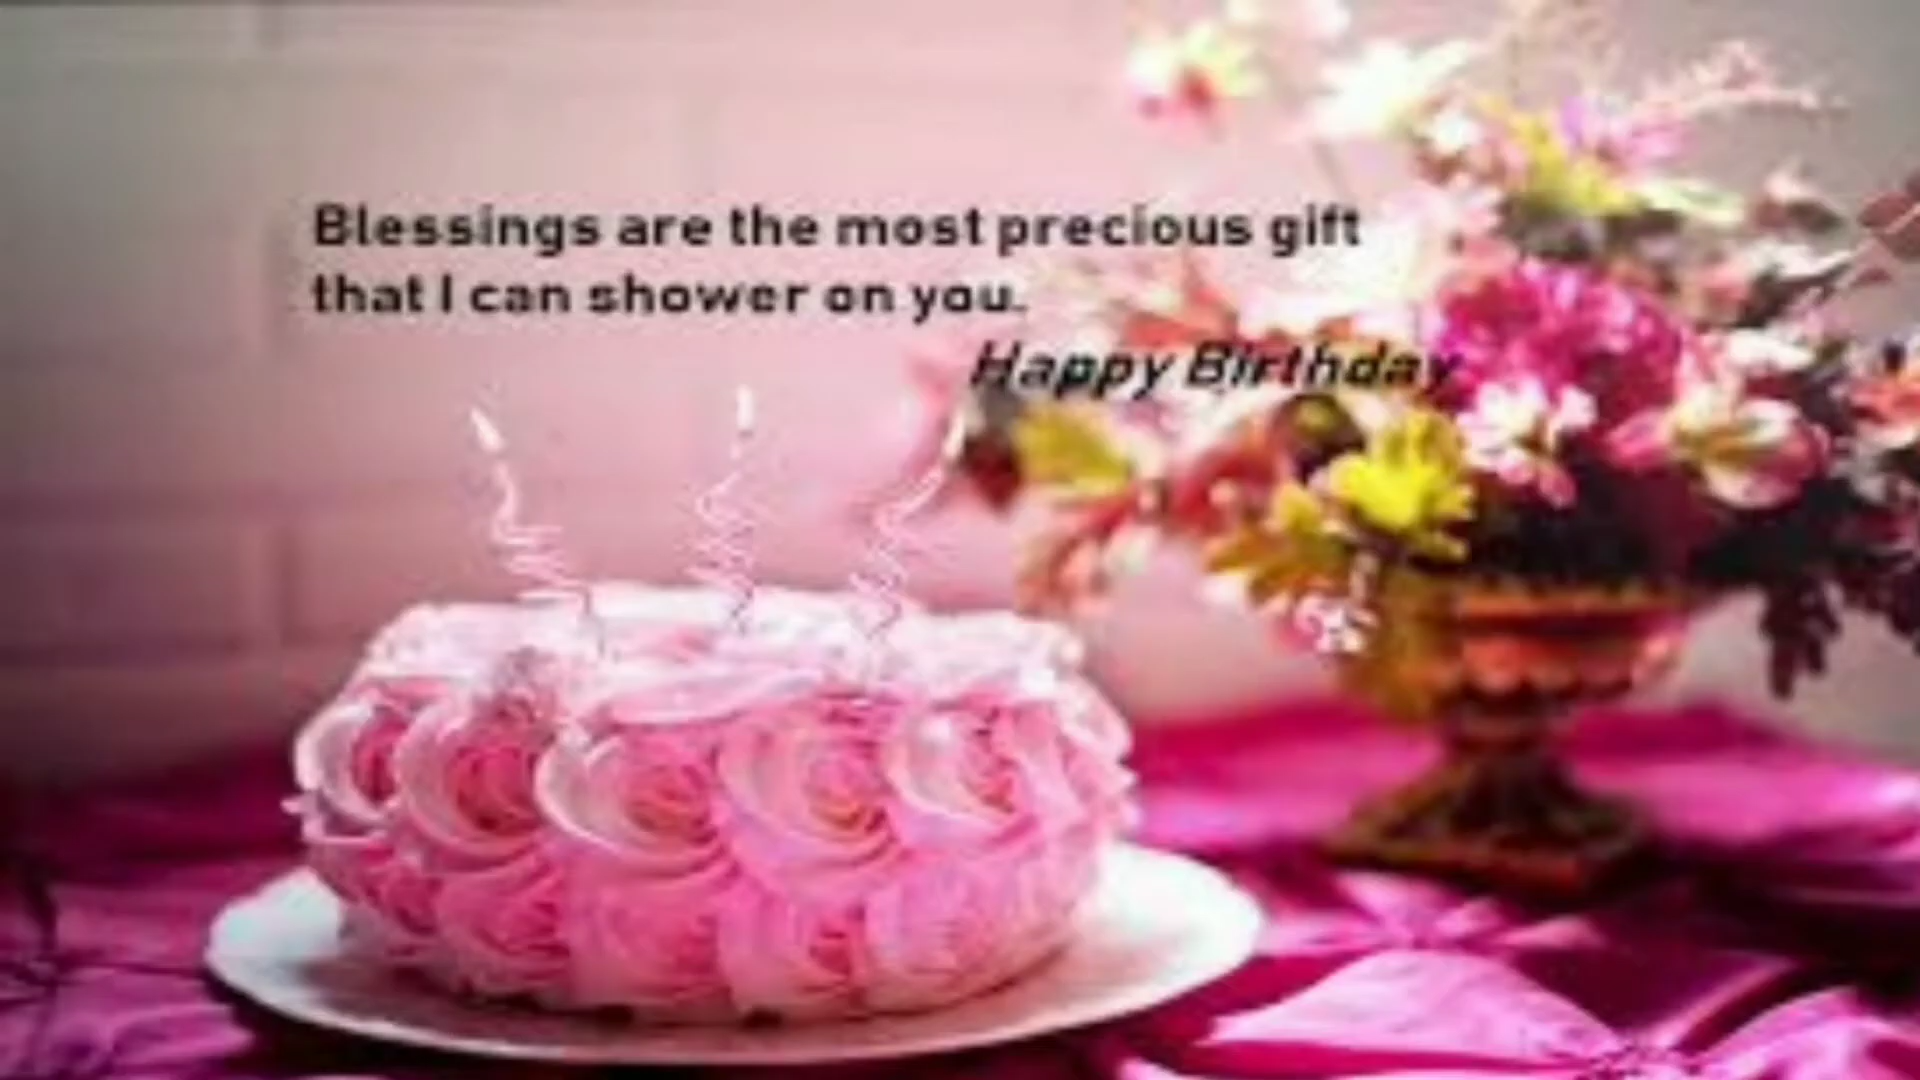 Blessings are the most precious gift
that I can shower on you.
Happy Birthday